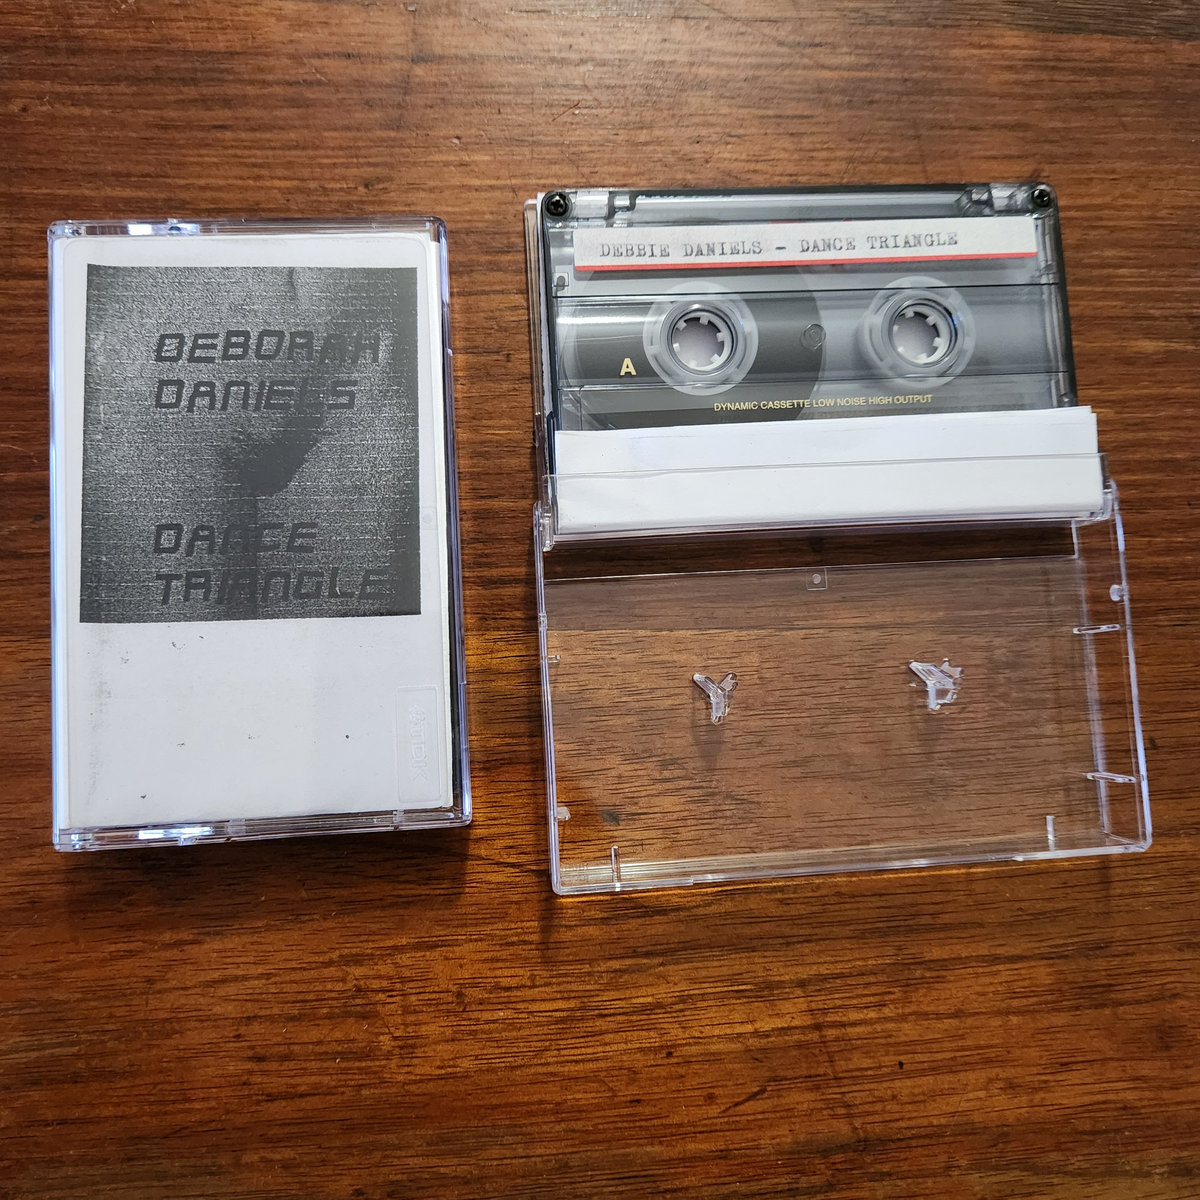 DEBORAH
DANIELS
DANCE
TRIANGLE
TDK
DEBBIE DANIELS - DANCE TRIANGLE
A
DYNAMIC CASSETTE LOW NOISE HIGH OUTPUT